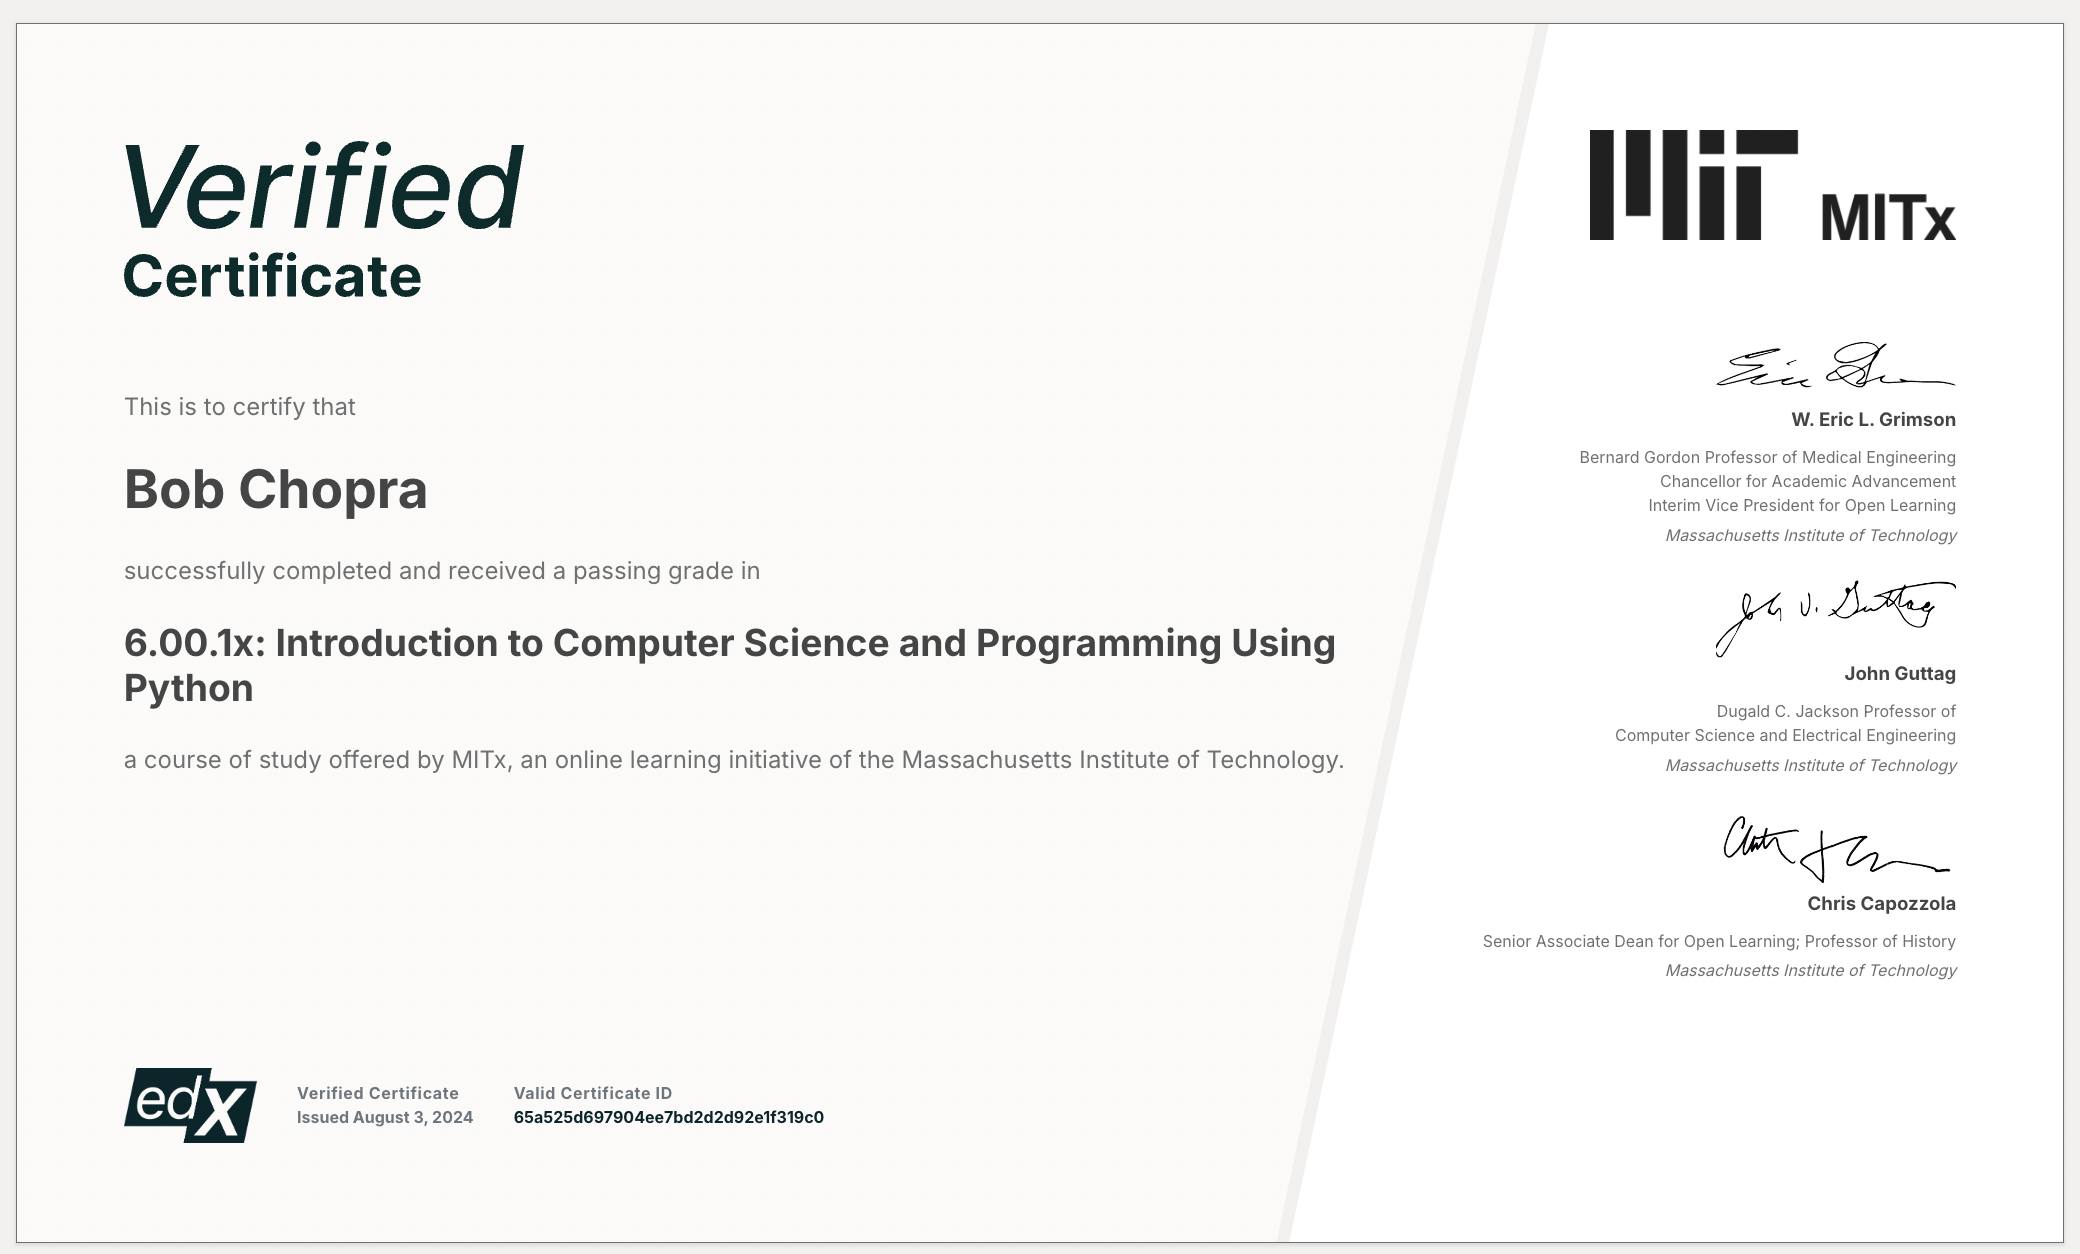 Verified
Certificate
This is to certify that
Bob Chopra
successfully completed and received a passing grade in
6.00.1x: Introduction to Computer Science and Programming Using
Python
a course of study offered by MITx, an online learning initiative of the Massachusetts Institute of Technology.
edX
Verified Certificate
Issued August 3, 2024
Valid Certificate ID
65a525d697904ee7bd2d2d92e1f319c0
MIT MITx
W. Eric L. Grimson
Bernard Gordon Professor of Medical Engineering
Chancellor for Academic Advancement
Interim Vice President for Open Learning
Massachusetts Institute of Technology
John V. Guttag
John Guttag
Dugald C. Jackson Professor of
Computer Science and Electrical Engineering
Massachusetts Institute of Technology
Chris Capozzola
Senior Associate Dean for Open Learning; Professor of History
Massachusetts Institute of Technology